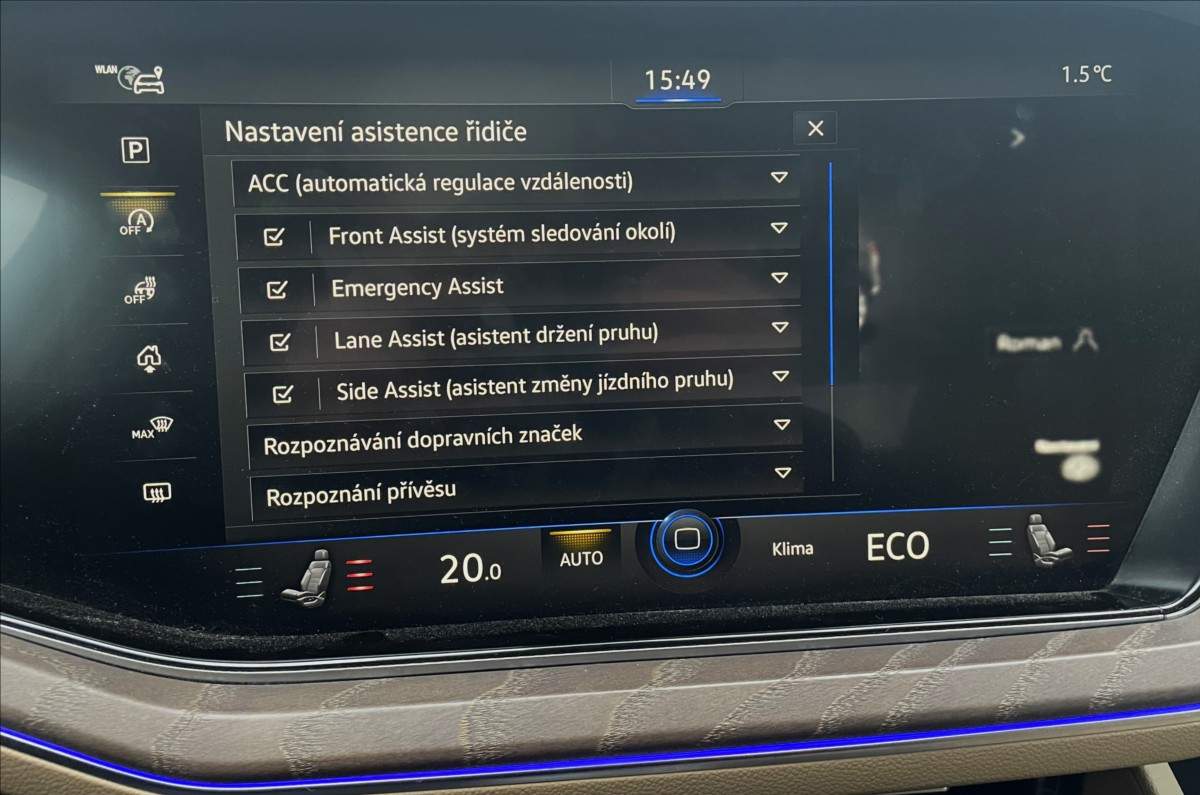 WLAN
15:49
1.5°C
Nastavení asistence řidiče
P
ACC (automatická regulace vzdálenosti)
A
OFF
Front Assist (systém sledování okolí)
OFF
Emergency Assist
Lane Assist (asistent držení pruhu)
Roman
Side Assist (asistent změny jízdního pruhu)
MAX
Rozpoznávání dopravních značek
Rozpoznání přívěsu
20.0
AUTO
Klima
ECO